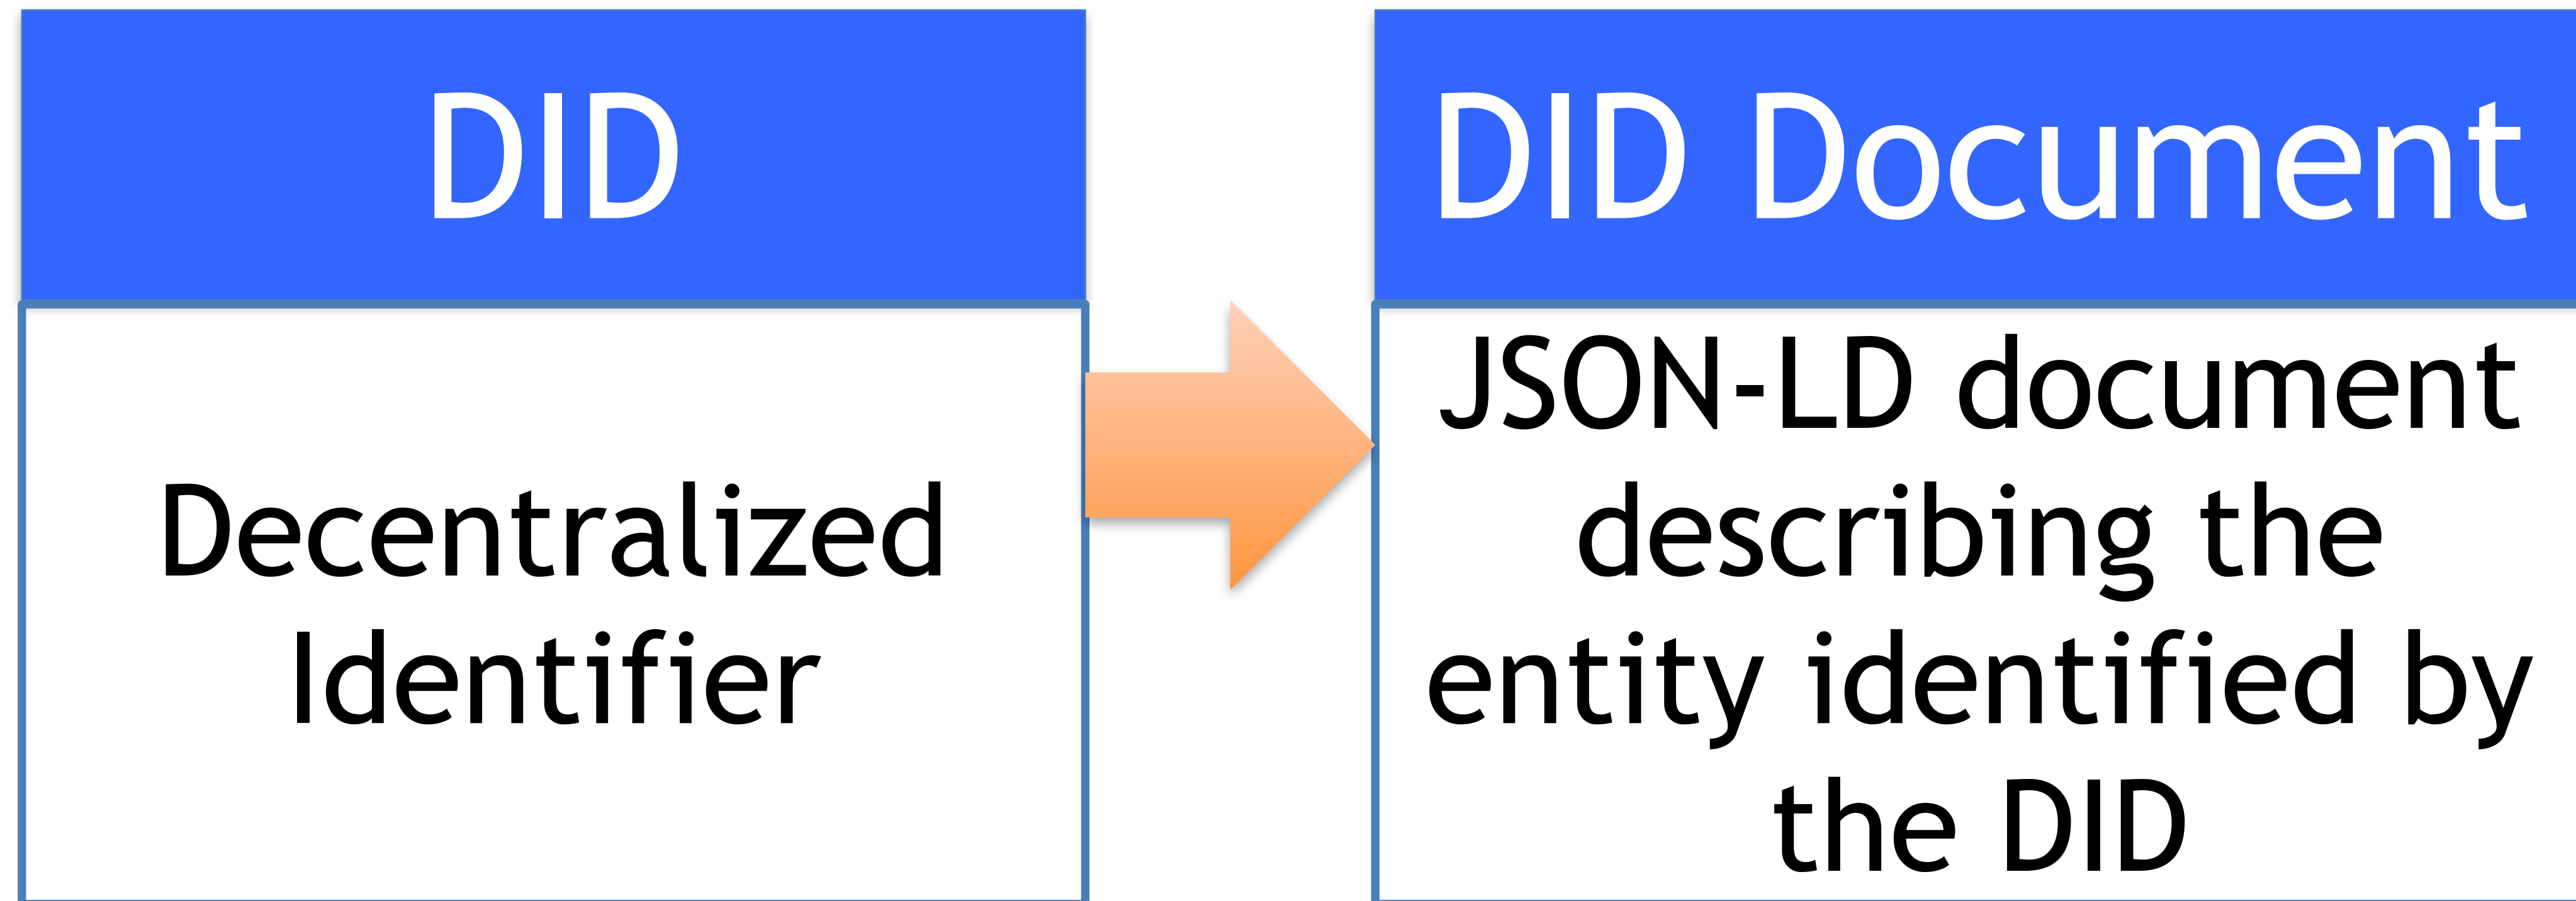 DID
Decentralized
Identifier
DID Document
JSON-LD document
describing the
entity identified by
the DID